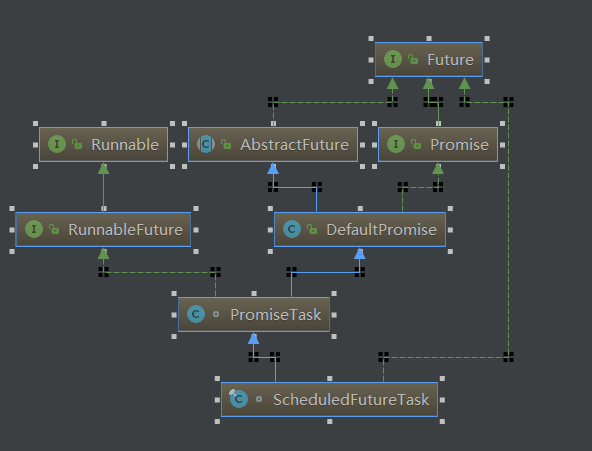 Future
Runnable
AbstractFuture
Promise
RunnableFuture
DefaultPromise
PromiseTask
ScheduledFutureTask